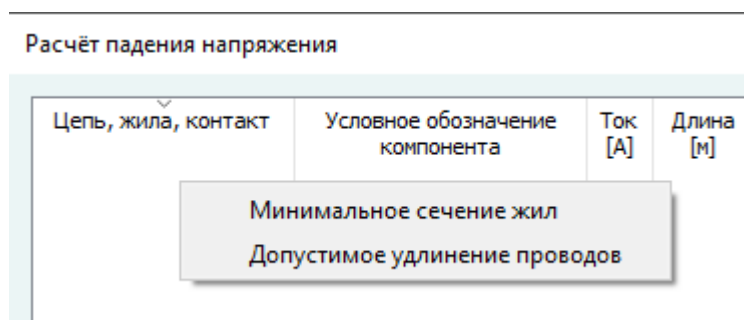 Расчёт падения напряжения
Цепь, жила, контакт
Условное обозначение
компонента
Ток
[А]
Длина
[м]
Минимальное сечение жил
Допустимое удлинение проводов